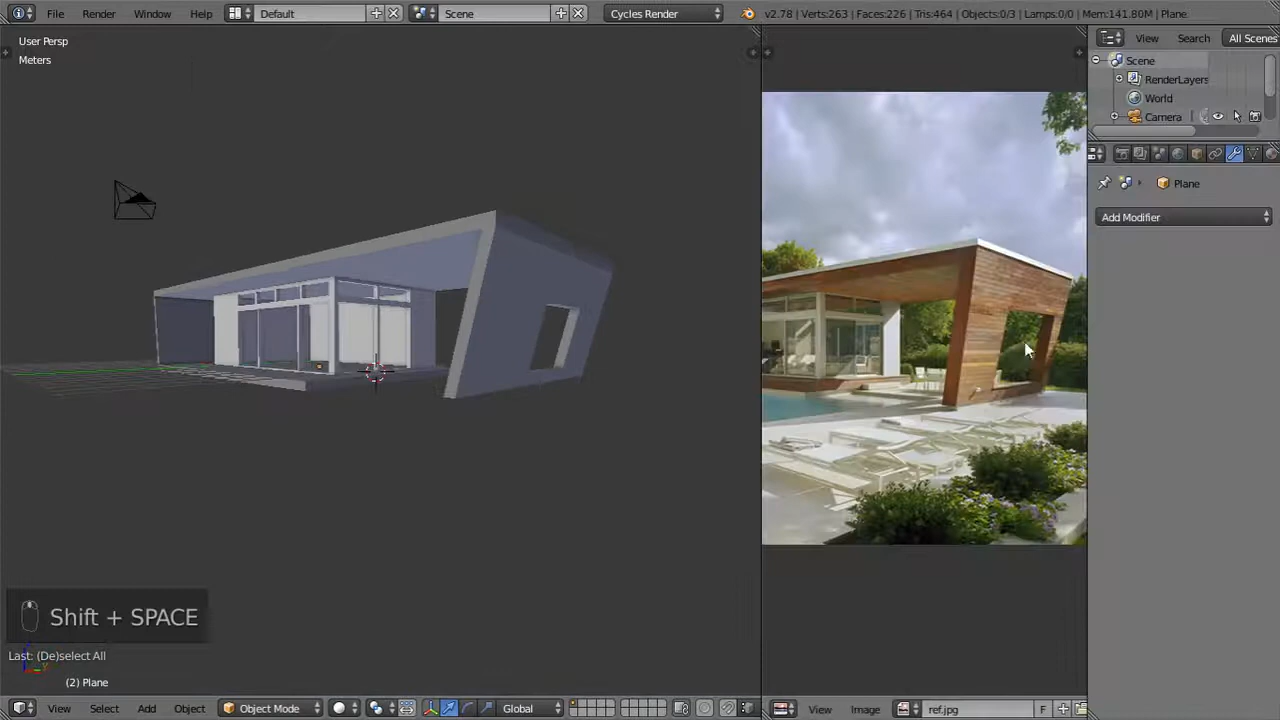 File Render Window Help Default Scene Cycles Render v2.78 | Verts:263 | Faces:226 | Tris:464 | Objects:0/3 | Lamps:0/0 | Mem:141.80M | Plane
User Persp
Meters
View Search All Scenes
Scene
RenderLayers
World
Camera
Plane
Add Modifier
Shift + SPACE
Last: (De)select All
(2) Plane
View Select Add Object Object Mode Global View Image ref.jpg F